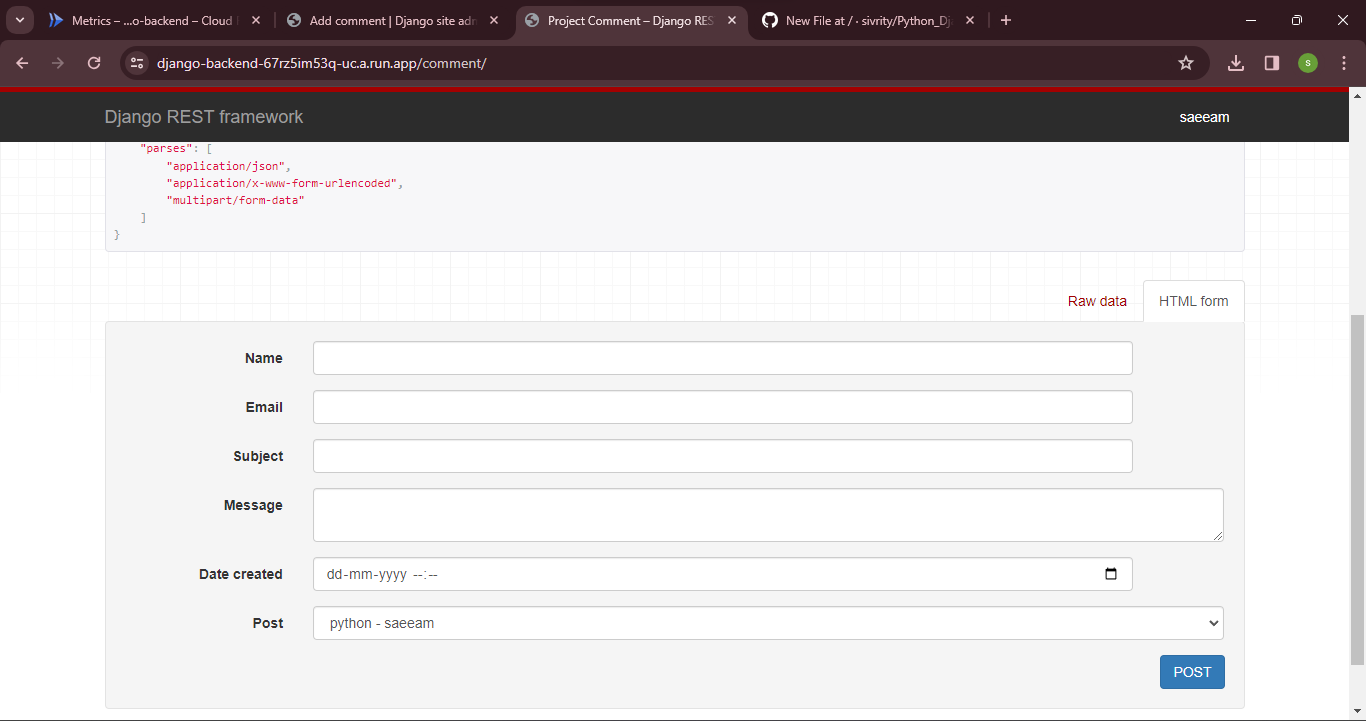 Metrics – ...o-backend – Cloud
Add comment | Django site adm
Project Comment – Django RES
New File at / · sivrity/Python_Dj
django-backend-67rz5im53q-uc.a.run.app/comment/
s
Django REST framework
saeeam
"parses": [
"application/json",
"application/x-www-form-urlencoded",
"multipart/form-data"
]
}
Raw data
HTML form
Name
Email
Subject
Message
Date created
dd-mm-yyyy --:--
Post
python - saeeam
POST